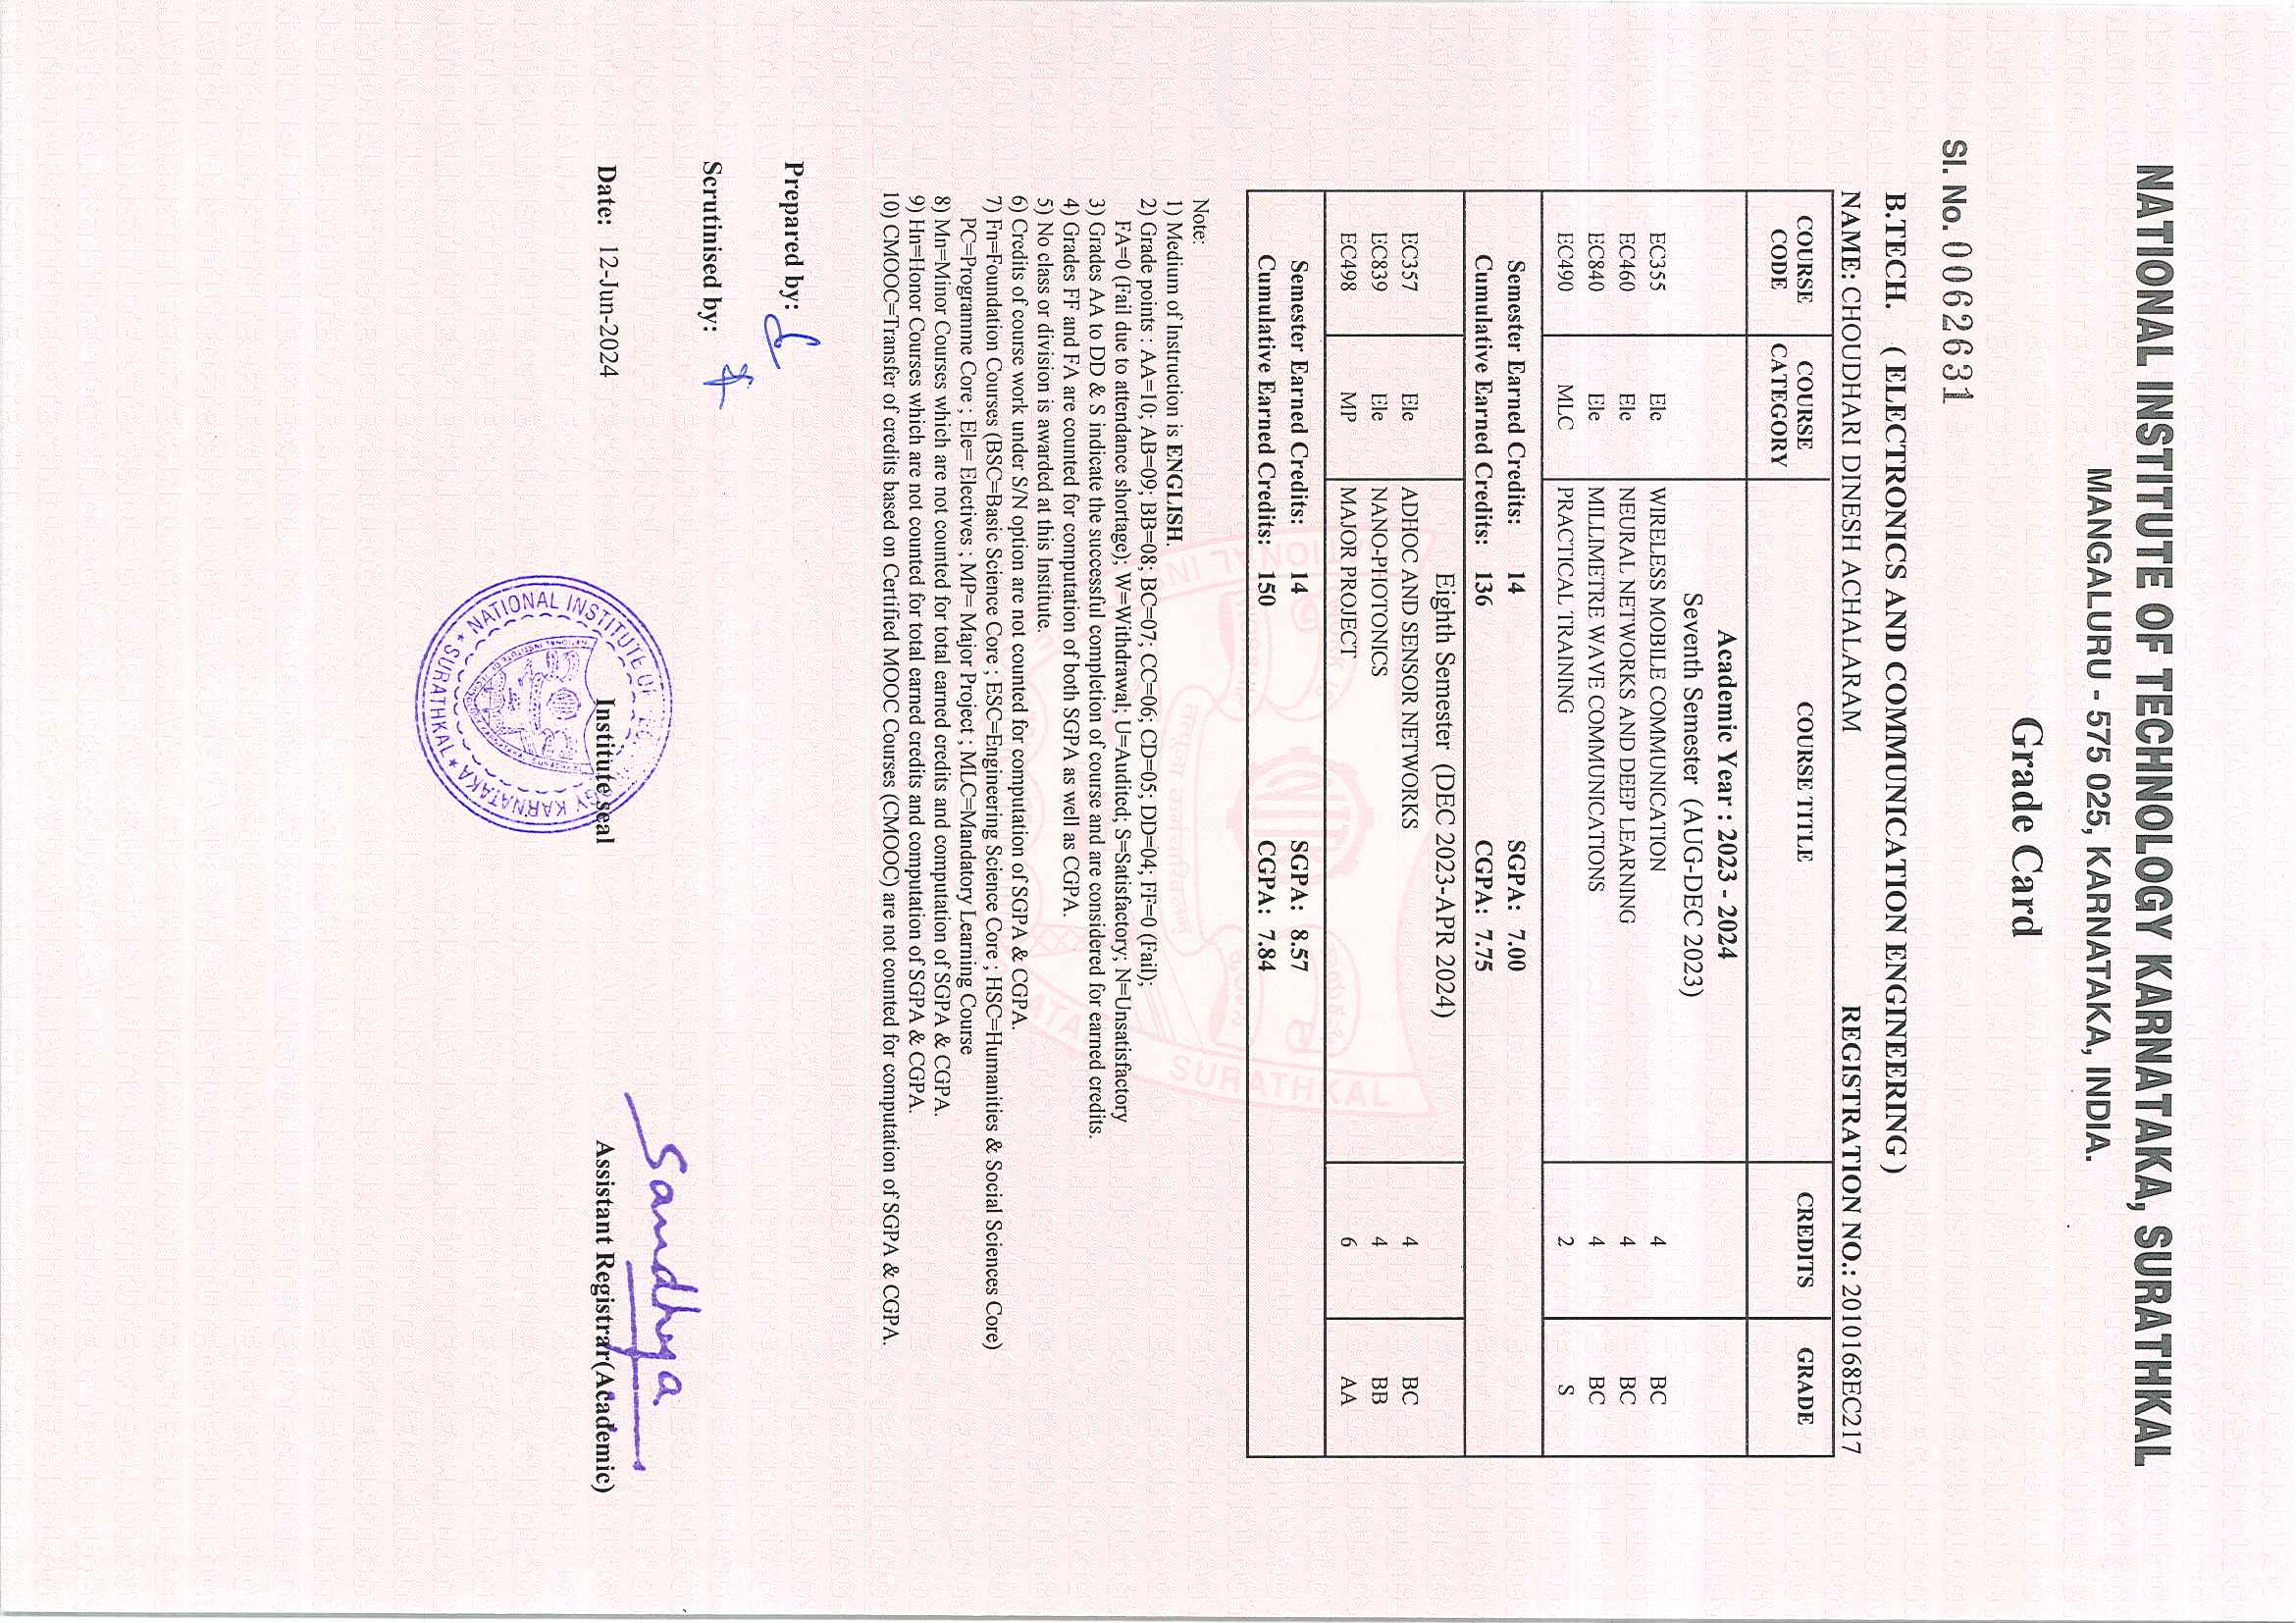 NATIONAL INSTITUTE OF TECHNOLOGY KARNATAKA, SURATHKAL
MANGALURU - 575 025, KARNATAKA, INDIA.
Grade Card
Sl. No. 0062631
B.TECH. ( ELECTRONICS AND COMMUNICATION ENGINEERING )
NAME: CHOUDHARI DINESH ACHALARAM REGISTRATION NO.: 2010168EC217
COURSE CODE COURSE CATEGORY COURSE TITLE CREDITS GRADE
Academic Year : 2023 - 2024
Seventh Semester (AUG-DEC 2023)
EC355 Ele WIRELESS MOBILE COMMUNICATION 4 BC
EC460 Ele NEURAL NETWORKS AND DEEP LEARNING 4 BC
EC840 Ele MILLIMETRE WAVE COMMUNICATIONS 4 BC
EC490 MLC PRACTICAL TRAINING 2 S
Semester Earned Credits: 14 SGPA: 7.00
Cumulative Earned Credits: 136 CGPA: 7.75
Eighth Semester (DEC 2023-APR 2024)
EC357 Ele ADHOC AND SENSOR NETWORKS 4 BC
EC839 Ele NANO-PHOTONICS 4 BB
EC498 MP MAJOR PROJECT 6 AA
Semester Earned Credits: 14 SGPA: 8.57
Cumulative Earned Credits: 150 CGPA: 7.84
Note:
1) Medium of Instruction is ENGLISH.
2) Grade points : AA=10; AB=09; BB=08; BC=07; CC=06; CD=05; DD=04; FF=0 (Fail);
FA=0 (Fail due to attendance shortage); W=Withdrawal; U=Audited; S=Satisfactory; N=Unsatisfactory
3) Grades AA to DD & S indicate the successful completion of course and are considered for earned credits.
4) Grades FF and FA are counted for computation of both SGPA as well as CGPA.
5) No class or division is awarded at this Institute.
6) Credits of course work under S/N option are not counted for computation of SGPA & CGPA.
7) Fn=Foundation Courses (BSC=Basic Science Core ; ESC=Engineering Science Core ; HSC=Humanities & Social Sciences Core)
PC=Programme Core ; Ele= Electives ; MP= Major Project ; MLC=Mandatory Learning Course
8) Mn=Minor Courses which are not counted for total earned credits and computation of SGPA & CGPA.
9) Hn=Honor Courses which are not counted for total earned credits and computation of SGPA & CGPA.
10) CMOOC=Transfer of credits based on Certified MOOC Courses (CMOOC) are not counted for computation of SGPA & CGPA.
Prepared by:
Scrutinised by:
Sandhya
Date: 12-Jun-2024 Institute seal Assistant Registrar(Academic)
NATIONAL INSTITUTE OF TECHNOLOGY KARNATAKA
* SURATHKAL *